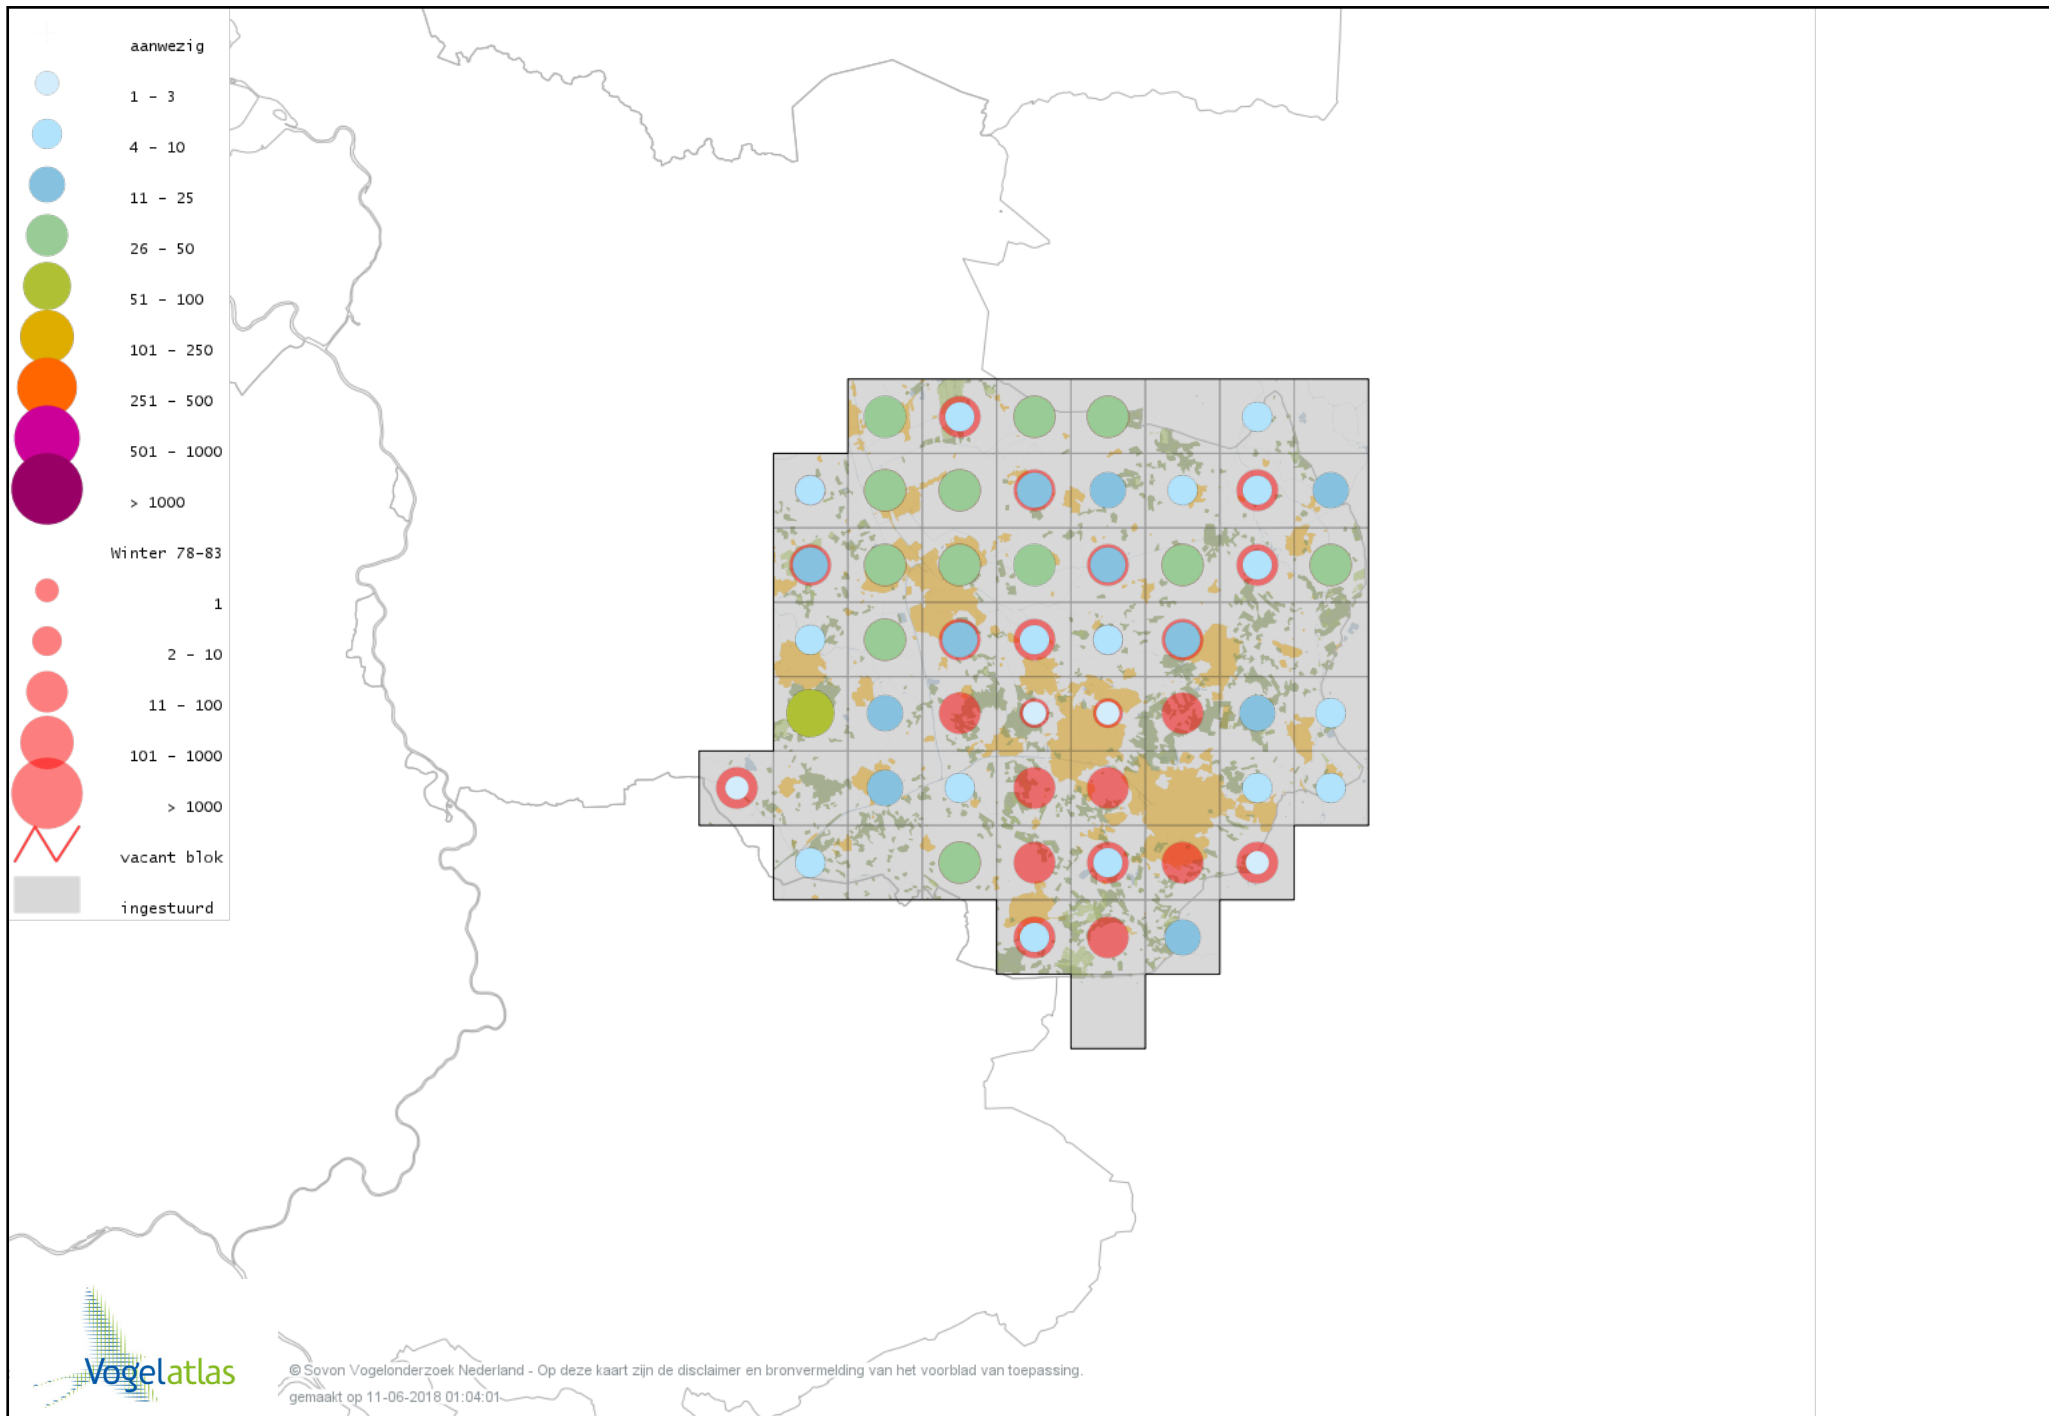 aanwezig
1 - 3
4 - 10
11 - 25
26 - 50
51 - 100
101 - 250
251 - 500
501 - 1000
> 1000
Winter 78-83
1
2 - 10
11 - 100
101 - 1000
> 1000
vacant blok
ingestuurd
Vogelatlas
© Sovon Vogelonderzoek Nederland - Op deze kaart zijn de disclaimer en bronvermelding van het voorblad van toepassing.
gemaakt op 11-06-2018 01:04:01